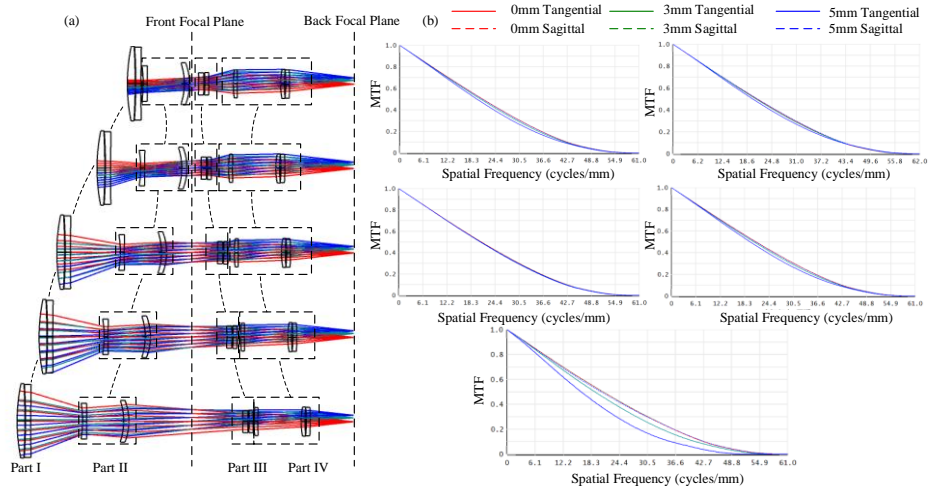 (a)
Front Focal Plane
Back Focal Plane
Part I
Part II
Part III
Part IV
(b)
0mm Tangential
3mm Tangential
5mm Tangential
0mm Sagittal
3mm Sagittal
5mm Sagittal
MTF
1.0
0.8
0.6
0.4
0.2
0
0 6.1 12.2 18.3 24.4 30.5 36.6 42.7 48.8 54.9 61.0
Spatial Frequency (cycles/mm)
MTF
1.0
0.8
0.6
0.4
0.2
0
0 6.2 12.4 18.6 24.8 31.0 37.2 43.4 49.6 55.8 62.0
Spatial Frequency (cycles/mm)
MTF
1.0
0.8
0.6
0.4
0.2
0
0 6.1 12.2 18.3 24.4 30.5 36.6 42.7 48.8 54.9 61.0
Spatial Frequency (cycles/mm)
MTF
1.0
0.8
0.6
0.4
0.2
0
0 6.1 12.2 18.3 24.4 30.5 36.6 42.7 48.8 54.9 61.0
Spatial Frequency (cycles/mm)
MTF
1.0
0.8
0.6
0.4
0.2
0
0 6.1 12.2 18.3 24.4 30.5 36.6 42.7 48.8 54.9 61.0
Spatial Frequency (cycles/mm)